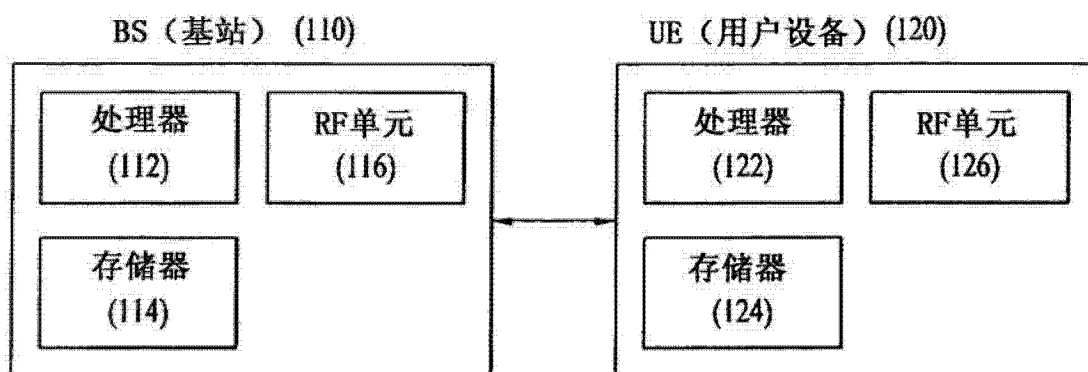 BS（基站）(110)
UE（用户设备）(120)
处理器
(112)
RF单元
(116)
存储器
(114)
处理器
(122)
RF单元
(126)
存储器
(124)